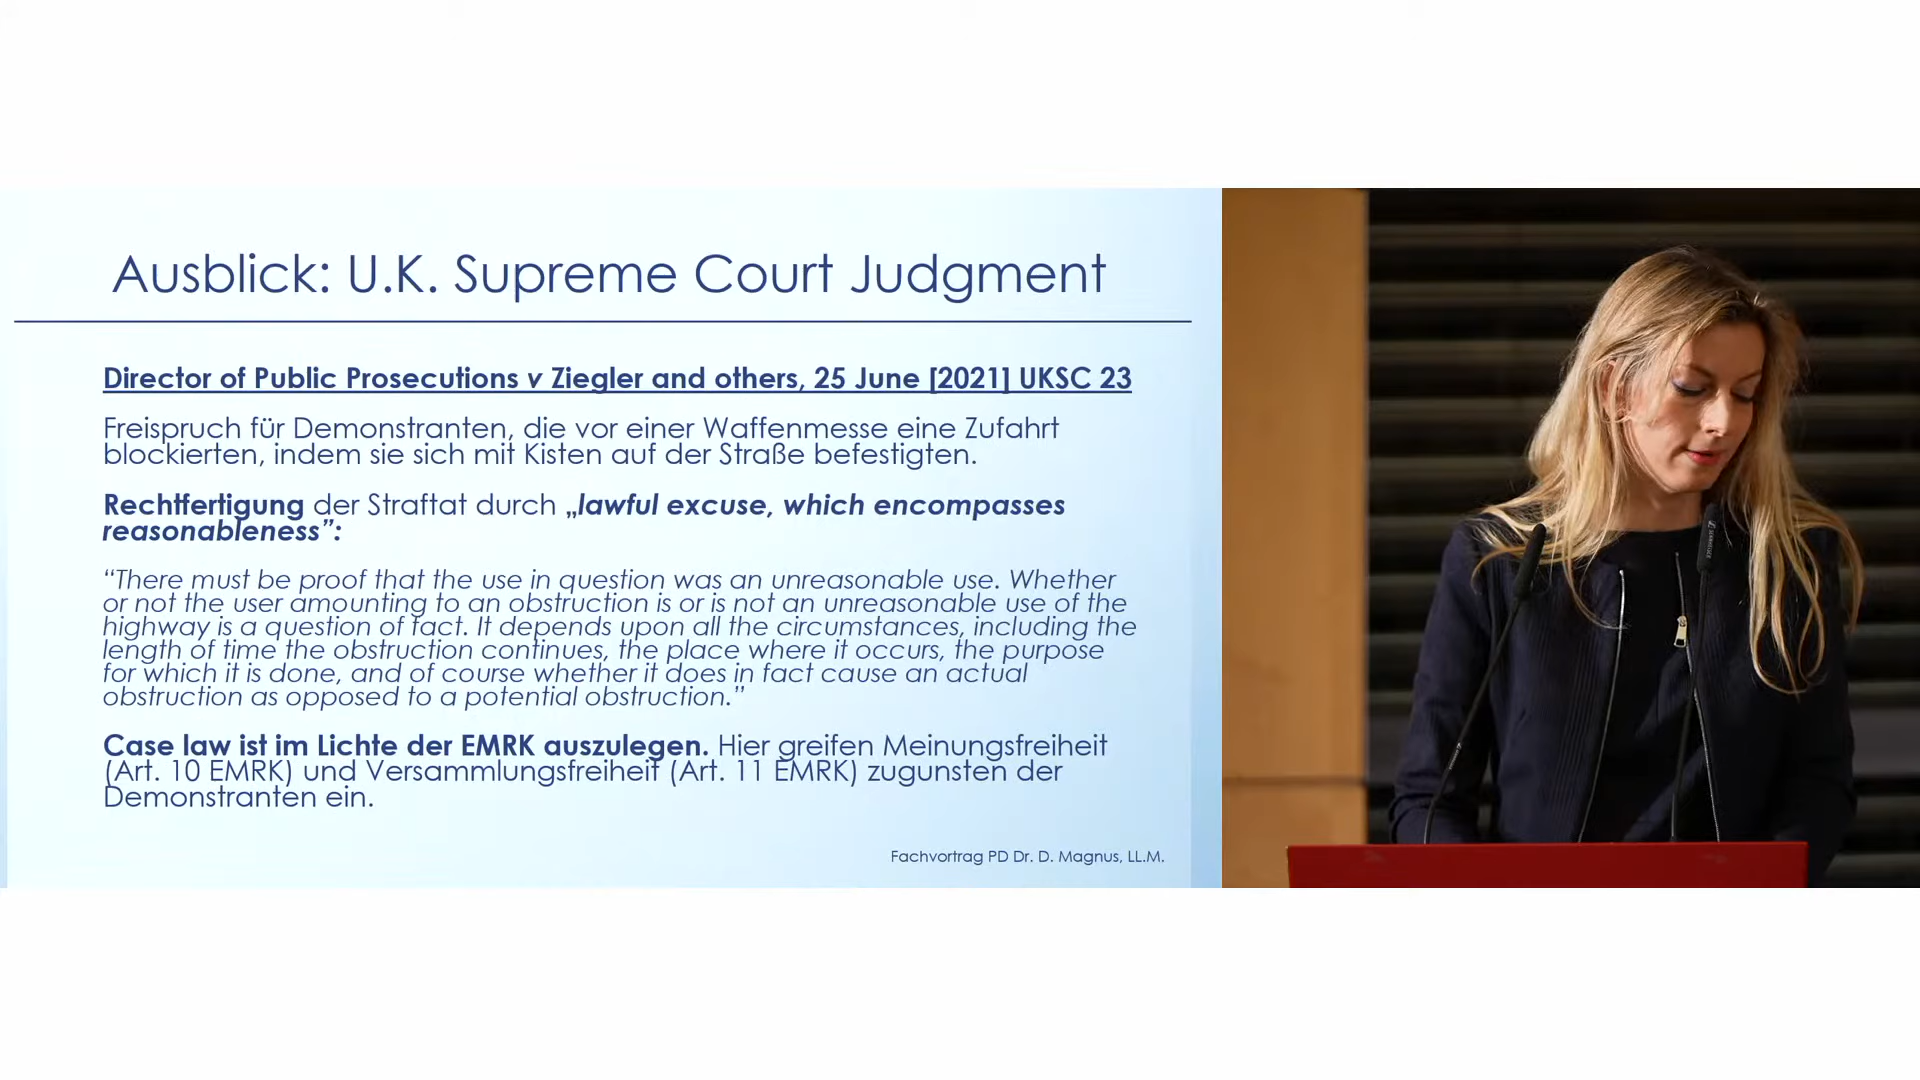 Ausblick: U.K. Supreme Court Judgment
Director of Public Prosecutions v Ziegler and others, 25 June [2021] UKSC 23
Freispruch für Demonstranten, die vor einer Waffenmesse eine Zufahrt
blockierten, indem sie sich mit Kisten auf der Straße befestigten.
Rechtfertigung der Straftat durch „lawful excuse, which encompasses
reasonableness”:
“There must be proof that the use in question was an unreasonable use. Whether
or not the user amounting to an obstruction is or is not an unreasonable use of the
highway is a question of fact. It depends upon all the circumstances, including the
length of time the obstruction continues, the place where it occurs, the purpose
for which it is done, and of course whether it does in fact cause an actual
obstruction as opposed to a potential obstruction.”
Case law ist im Lichte der EMRK auszulegen. Hier greifen Meinungsfreiheit
(Art. 10 EMRK) und Versammlungsfreiheit (Art. 11 EMRK) zugunsten der
Demonstranten ein.
Fachvortrag PD Dr. D. Magnus, LL.M.